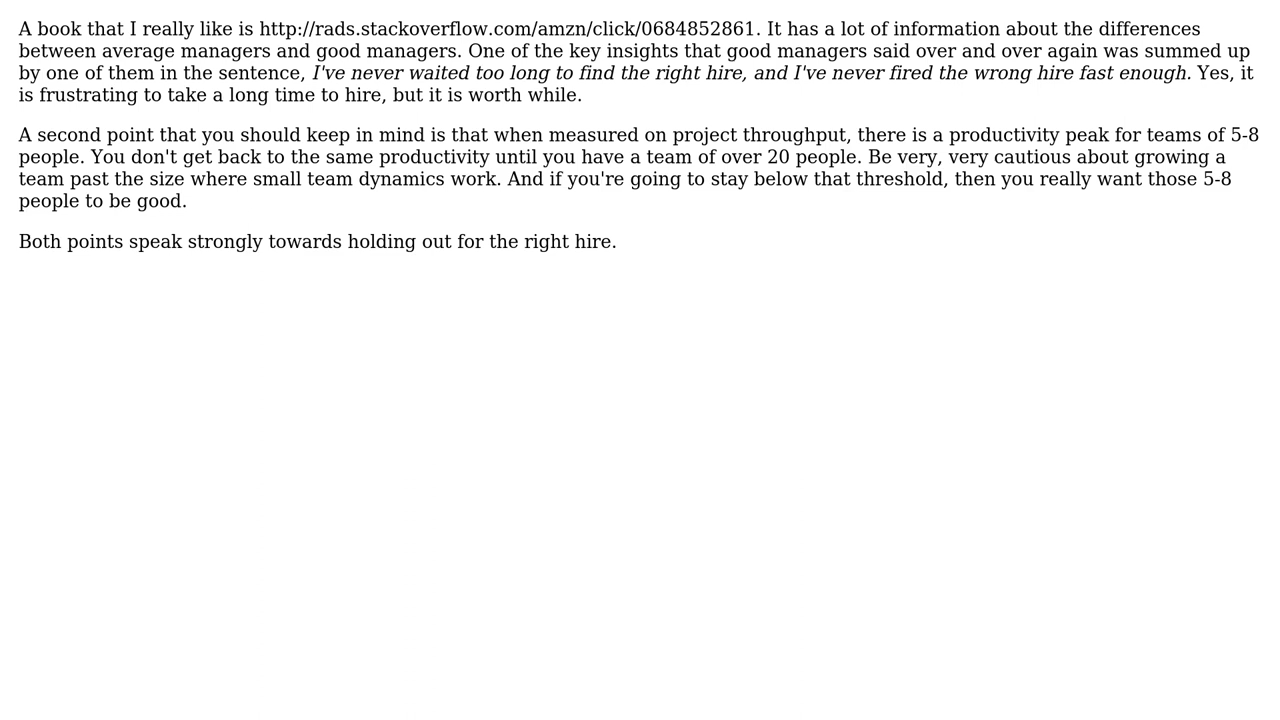 A book that I really like is http://rads.stackoverflow.com/amzn/click/0684852861. It has a lot of information about the differences
between average managers and good managers. One of the key insights that good managers said over and over again was summed up
by one of them in the sentence, I've never waited too long to find the right hire, and I've never fired the wrong hire fast enough. Yes, it
is frustrating to take a long time to hire, but it is worth while.
A second point that you should keep in mind is that when measured on project throughput, there is a productivity peak for teams of 5-8
people. You don't get back to the same productivity until you have a team of over 20 people. Be very, very cautious about growing a
team past the size where small team dynamics work. And if you're going to stay below that threshold, then you really want those 5-8
people to be good.
Both points speak strongly towards holding out for the right hire.